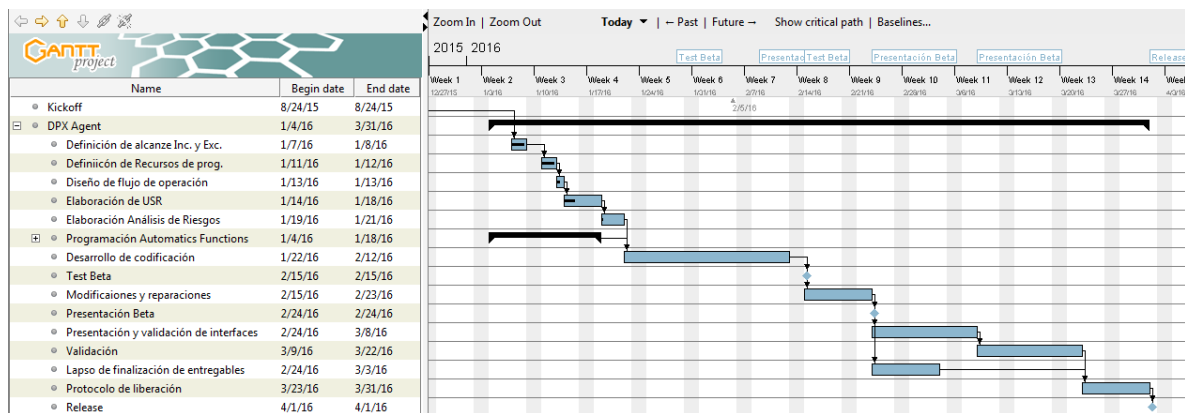 Zoom In | Zoom Out Today ▼ | ← Past | Future → Show critical path | Baselines...
GANTT project
2015 2016
Test Beta Presentac Test Beta Presentación Beta Presentación Beta Release
Week 1 Week 2 Week 3 Week 4 Week 5 Week 6 Week 7 Week 8 Week 9 Week 10 Week 11 Week 12 Week 13 Week 14 Week
12/27/15 1/3/16 1/10/16 1/17/16 1/24/16 1/31/16 2/7/16 2/14/16 2/21/16 2/28/16 3/6/16 3/13/16 3/20/16 3/27/16 4/3/16
Name Begin date End date
2/5/16
Kickoff 8/24/15 8/24/15
DPX Agent 1/4/16 3/31/16
Definición de alcanze Inc. y Exc. 1/7/16 1/8/16
Definiicón de Recursos de prog. 1/11/16 1/12/16
Diseño de flujo de operación 1/13/16 1/13/16
Elaboración de USR 1/14/16 1/18/16
Elaboración Análisis de Riesgos 1/19/16 1/21/16
Programación Automatics Functions 1/4/16 1/18/16
Desarrollo de codificación 1/22/16 2/12/16
Test Beta 2/15/16 2/15/16
Modificaiones y reparaciones 2/15/16 2/23/16
Presentación Beta 2/24/16 2/24/16
Presentación y validación de interfaces 2/24/16 3/8/16
Validación 3/9/16 3/22/16
Lapso de finalización de entregables 2/24/16 3/3/16
Protocolo de liberación 3/23/16 3/31/16
Release 4/1/16 4/1/16